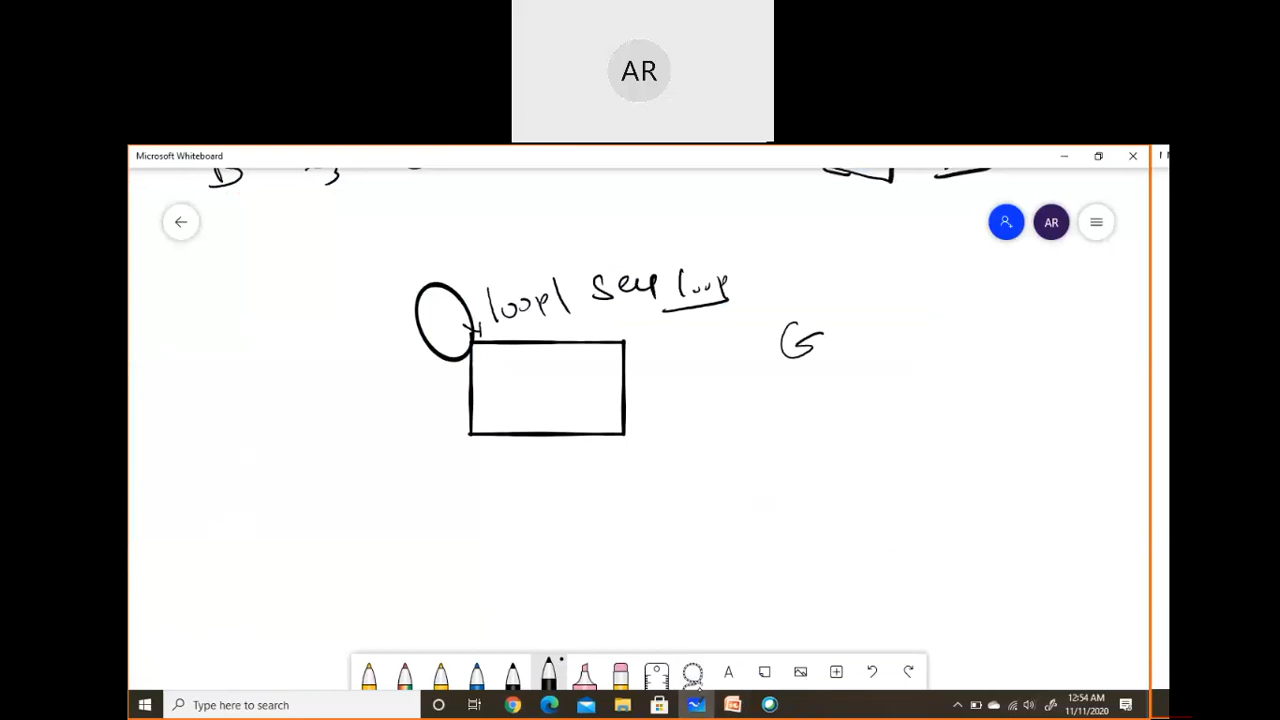 AR
Microsoft Whiteboard
B
AR
loop| self loop
G
A
Type here to search
12:54 AM
11/11/2020